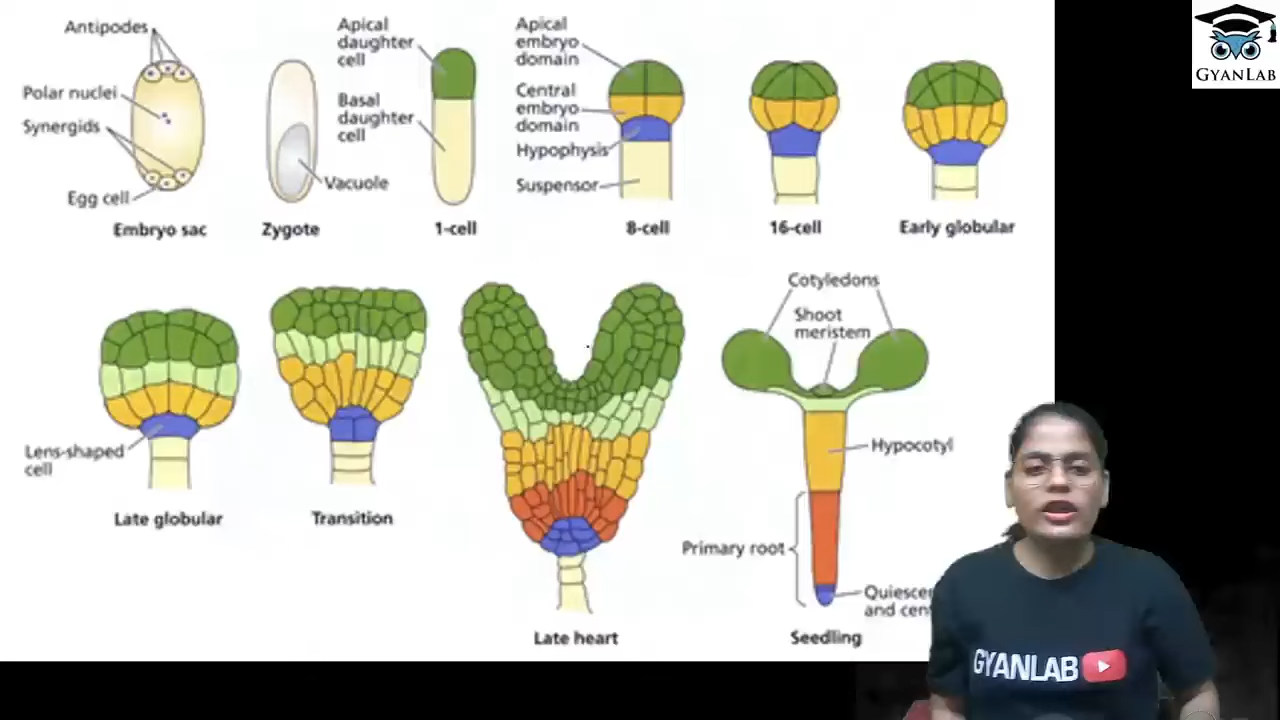 Antipodes
Polar nuclei
Synergids
Egg cell
Embryo sac
Vacuole
Zygote
Apical
daughter
cell
Basal
daughter
cell
1-cell
Apical
embryo
domain
Central
embryo
domain
Hypophysis
Suspensor
8-cell
16-cell
Early globular
GYANLAB
Lens-shaped
cell
Late globular
Transition
Late heart
Cotyledons
Shoot
meristem
Hypocotyl
Primary root
and cen
Seedling
GYANLAB